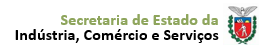 Secretaria de Estado da
Indústria, Comércio e Serviços